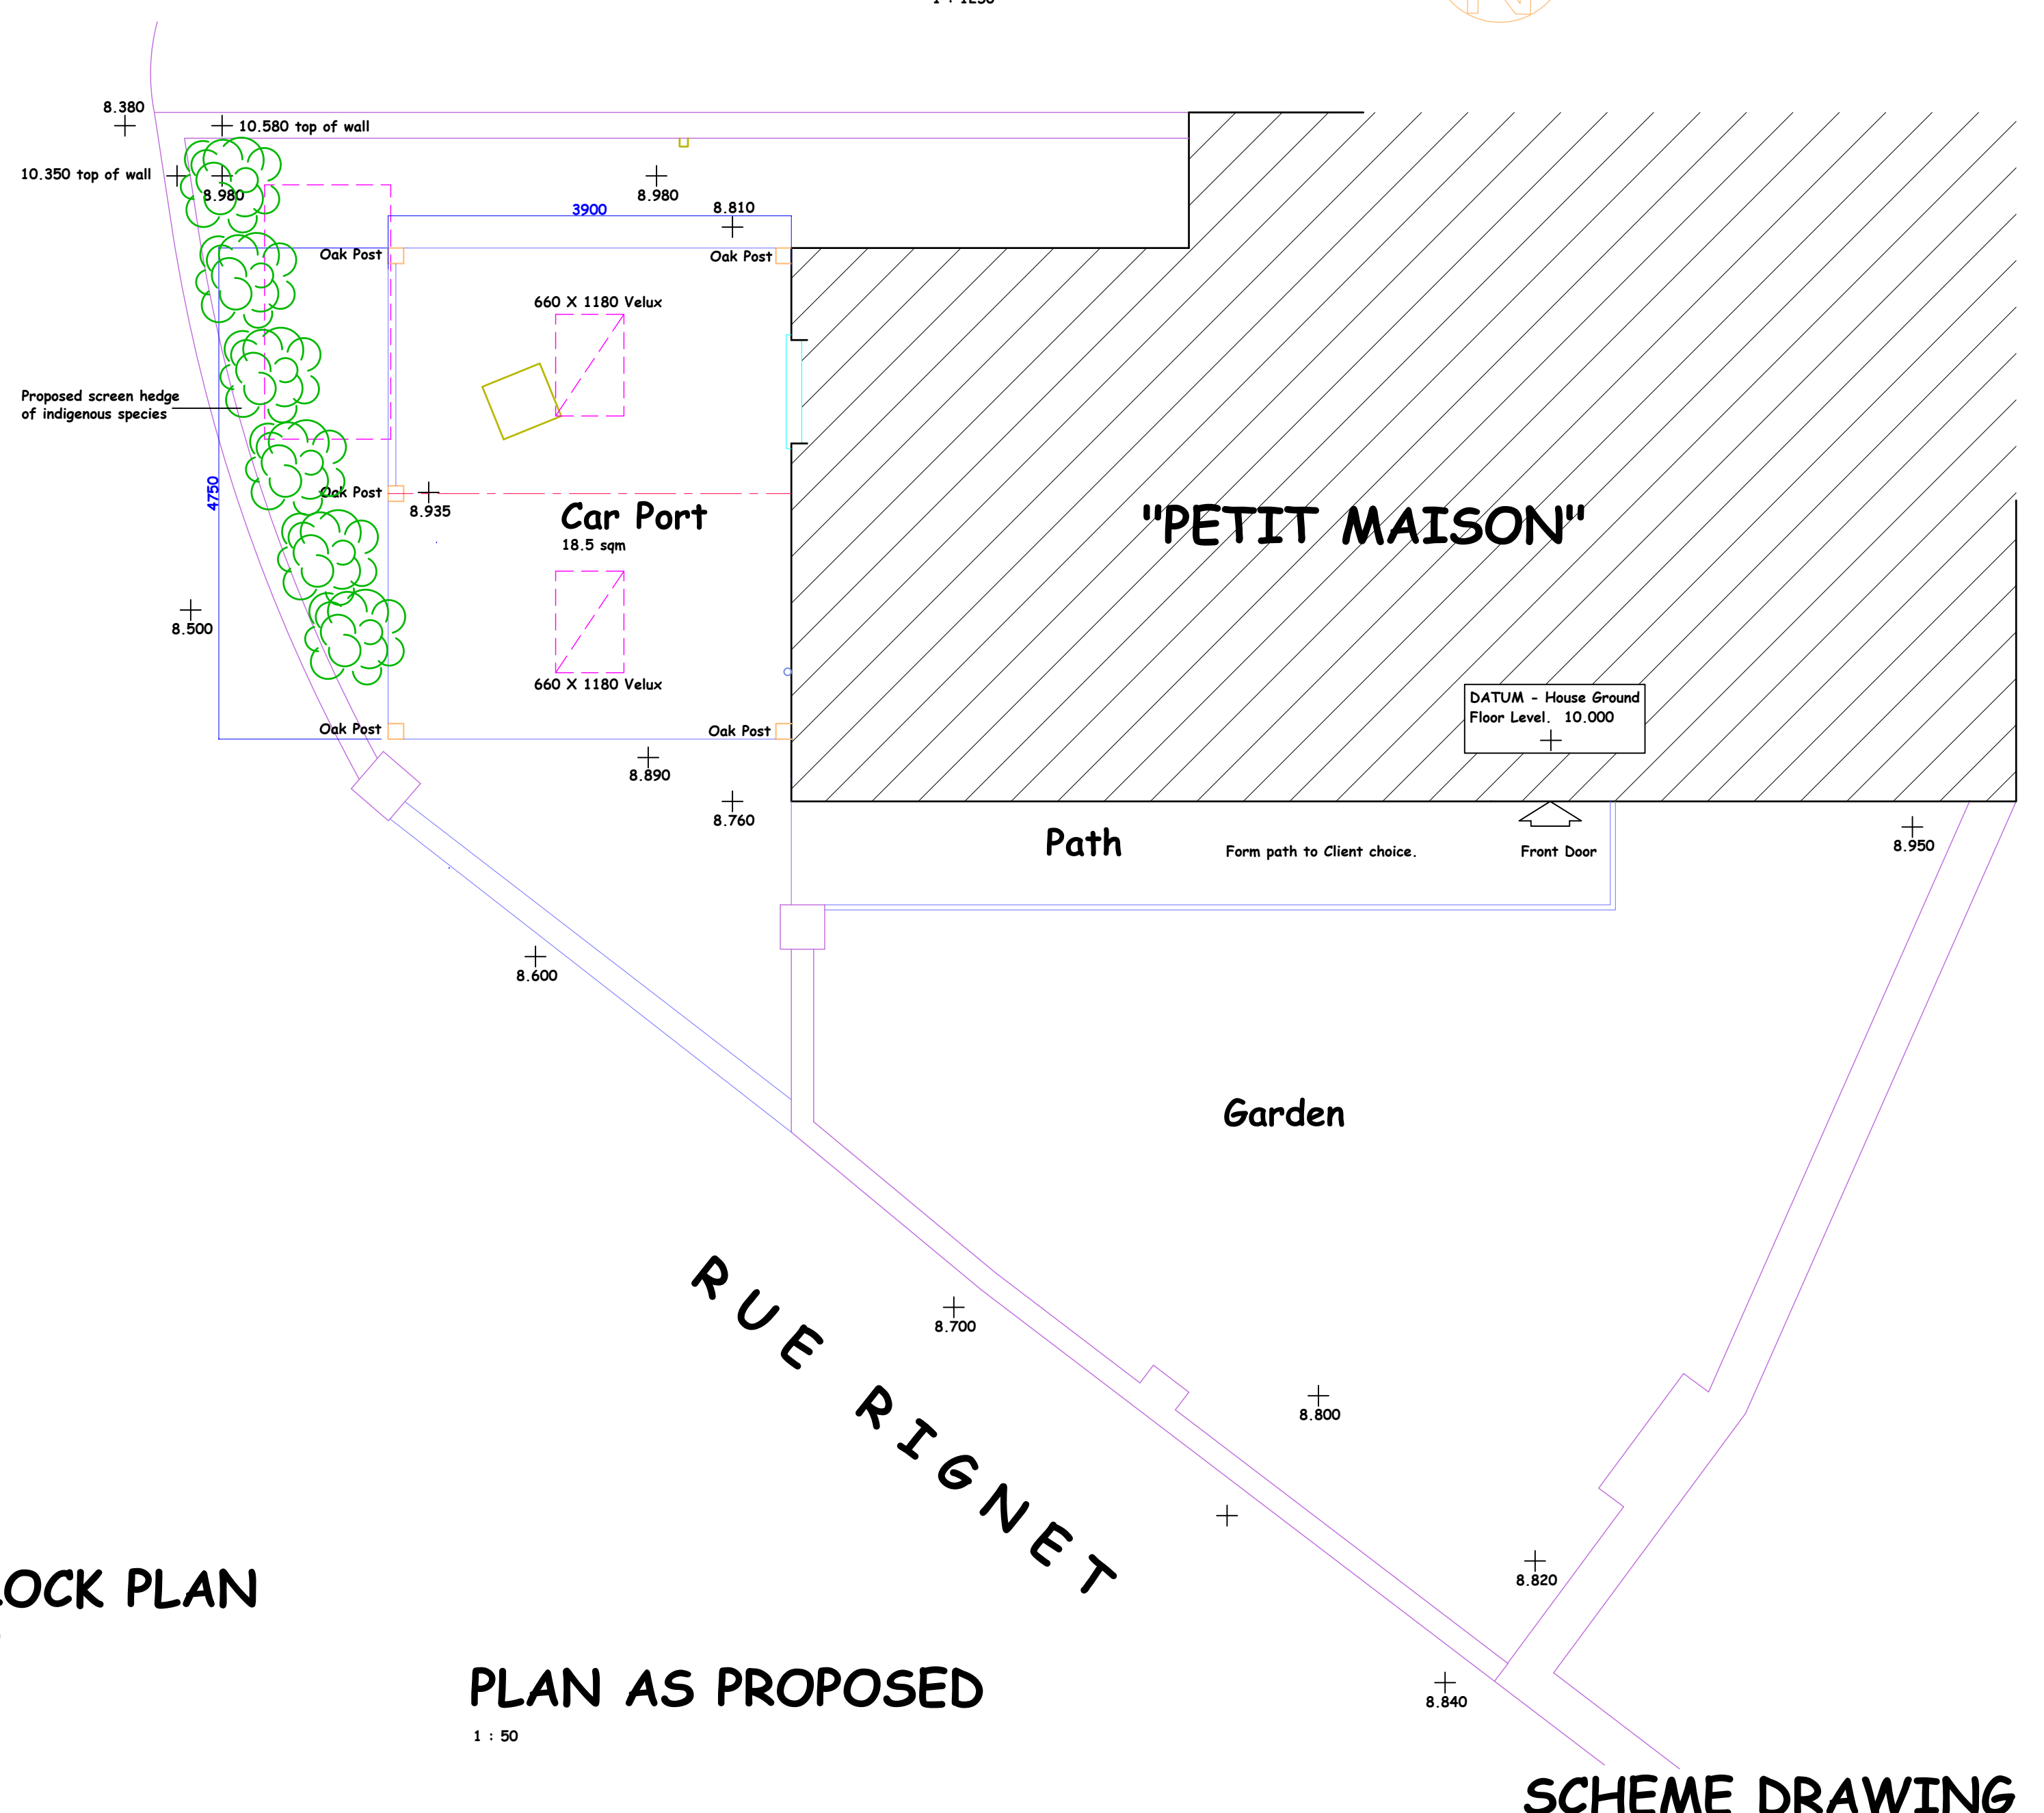 1 : 1250
N
8.380
10.580 top of wall
10.350 top of wall
8.980
8.980
8.810
3900
Oak Post
Oak Post
660 X 1180 Velux
Proposed screen hedge
of indigenous species
4750
Oak Post
8.935
Car Port
18.5 sqm
"PETIT MAISON"
8.500
660 X 1180 Velux
DATUM - House Ground
Floor Level. 10.000
Oak Post
Oak Post
8.890
8.760
Path
Form path to Client choice.
Front Door
8.950
8.600
Garden
RUE RIGNET
8.700
8.800
8.820
LOCK PLAN
PLAN AS PROPOSED
8.840
1 : 50
SCHEME DRAWING